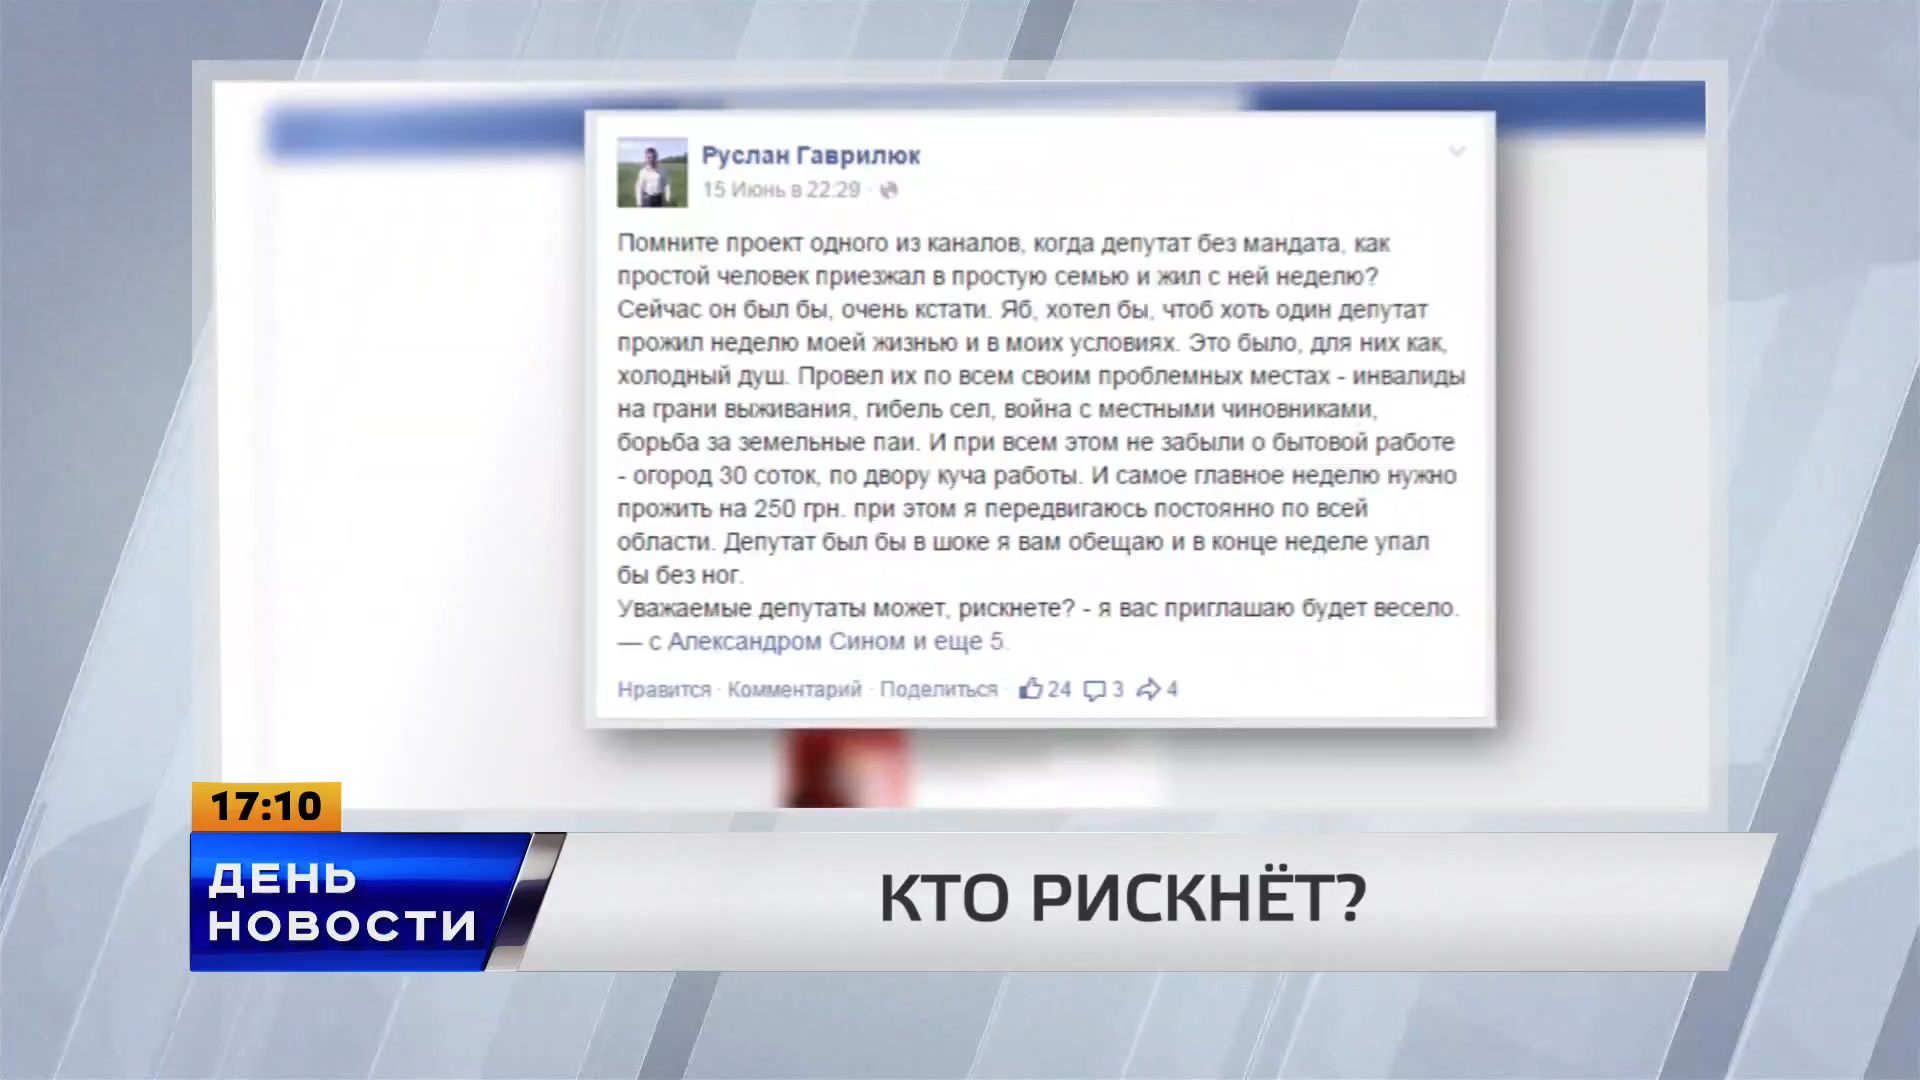 Руслан Гаврилюк
15 Июнь в 22:29 ·
Помните проект одного из каналов, когда депутат без мандата, как
простой человек приезжал в простую семью и жил с ней неделю?
Сейчас он был бы, очень кстати. Яб, хотел бы, чтоб хоть один депутат
прожил неделю моей жизнью и в моих условиях. Это было, для них как,
холодный душ. Провел их по всем своим проблемных местах - инвалиды
на грани выживания, гибель сел, война с местными чиновниками,
борьба за земельные паи. И при всем этом не забыли о бытовой работе
- огород 30 соток, по двору куча работы. И самое главное неделю нужно
прожить на 250 грн. при этом я передвигаюсь постоянно по всей
области. Депутат был бы в шоке я вам обещаю и в конце неделе упал
бы без ног.
Уважаемые депутаты может, рискнете? - я вас приглашаю будет весело.
— с Александром Сином и еще 5.
Нравится · Комментарий · Поделиться · 24 3 4
17:10
ДЕНЬ
НОВОСТИ
КТО РИСКНЁТ?